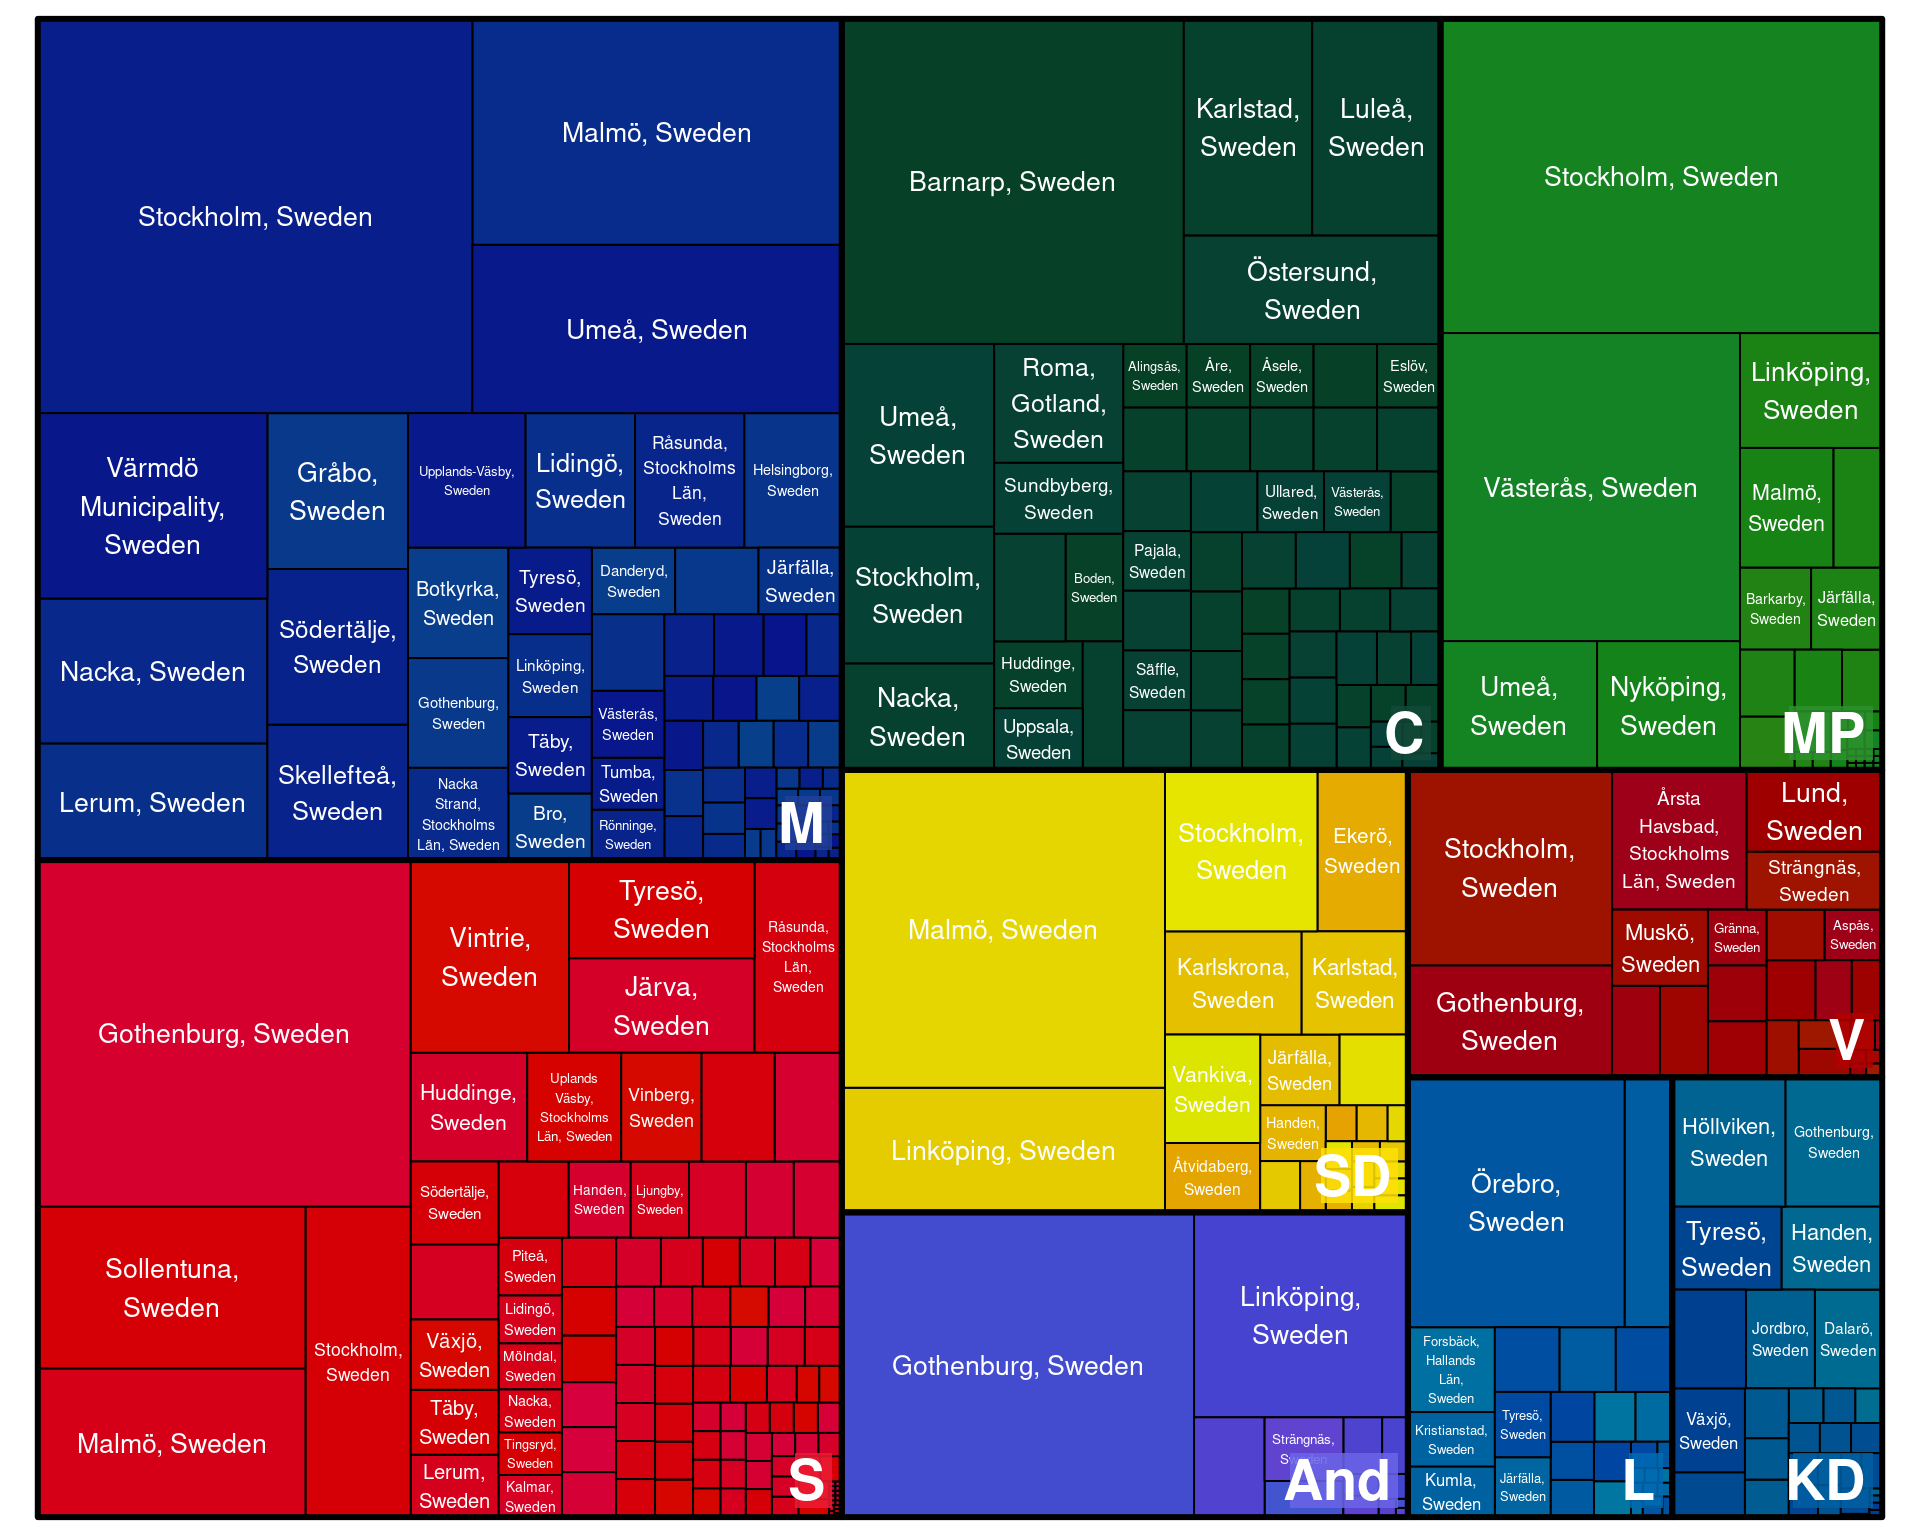 Stockholm, Sweden
Malmö, Sweden
Umeå, Sweden
Värmdö
Municipality,
Sweden
Nacka, Sweden
Lerum, Sweden
Gråbo,
Sweden
Södertälje,
Sweden
Skellefteå,
Sweden
Upplands-Väsby,
Sweden
Lidingö,
Sweden
Råsunda,
Stockholms
Län,
Sweden
Helsingborg,
Sweden
Botkyrka,
Sweden
Gothenburg,
Sweden
Nacka
Strand,
Stockholms
Län, Sweden
Tyresö,
Sweden
Linköping,
Sweden
Täby,
Sweden
Bro,
Sweden
Danderyd,
Sweden
Järfälla,
Sweden
Västerås,
Sweden
Tumba,
Sweden
Rönninge,
Sweden
M
Barnarp, Sweden
Karlstad,
Sweden
Luleå,
Sweden
Östersund,
Sweden
Umeå,
Sweden
Stockholm,
Sweden
Nacka,
Sweden
Roma,
Gotland,
Sweden
Sundbyberg,
Sweden
Boden,
Sweden
Huddinge,
Sweden
Uppsala,
Sweden
Alingsås,
Sweden
Åre,
Sweden
Åsele,
Sweden
Eslöv,
Sweden
Ullared,
Sweden
Västerås,
Sweden
Pajala,
Sweden
Säffle,
Sweden
C
Stockholm, Sweden
Västerås, Sweden
Umeå,
Sweden
Nyköping,
Sweden
Linköping,
Sweden
Malmö,
Sweden
Barkarby,
Sweden
Järfälla,
Sweden
MP
Gothenburg, Sweden
Sollentuna,
Sweden
Malmö, Sweden
Stockholm,
Sweden
Vintrie,
Sweden
Tyresö,
Sweden
Järva,
Sweden
Råsunda,
Stockholms
Län,
Sweden
Huddinge,
Sweden
Uplands
Väsby,
Stockholms
Län, Sweden
Vinberg,
Sweden
Södertälje,
Sweden
Handen,
Sweden
Ljungby,
Sweden
Växjö,
Sweden
Täby,
Sweden
Lerum,
Sweden
Piteå,
Sweden
Lidingö,
Sweden
Mölndal,
Sweden
Nacka,
Sweden
Tingsryd,
Sweden
Kalmar,
Sweden
S
Malmö, Sweden
Linköping, Sweden
Stockholm,
Sweden
Ekerö,
Sweden
Karlskrona,
Sweden
Karlstad,
Sweden
Vankiva,
Sweden
Järfälla,
Sweden
Handen,
Sweden
Åtvidaberg,
Sweden
SD
Gothenburg, Sweden
Linköping,
Sweden
Strängnäs,
Sweden
And
Stockholm,
Sweden
Gothenburg,
Sweden
Årsta
Havsbad,
Stockholms
Län, Sweden
Lund,
Sweden
Strängnäs,
Sweden
Muskö,
Sweden
Gränna,
Sweden
Aspås,
Sweden
V
Örebro,
Sweden
Forsbäck,
Hallands
Län,
Sweden
Kristianstad,
Sweden
Kumla,
Sweden
Tyresö,
Sweden
Järfälla,
Sweden
L
Höllviken,
Sweden
Gothenburg,
Sweden
Tyresö,
Sweden
Handen,
Sweden
Jordbro,
Sweden
Dalarö,
Sweden
Växjö,
Sweden
KD